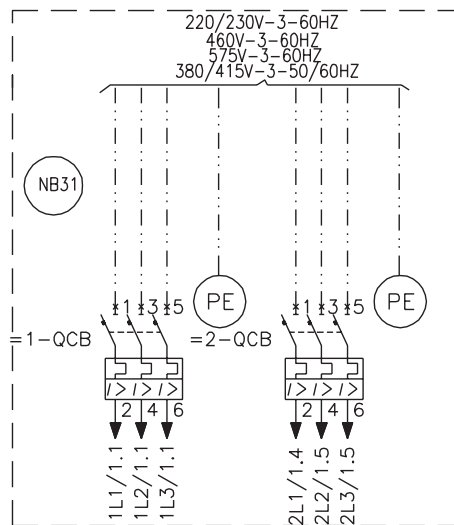 220/230V-3-60HZ
460V-3-60HZ
575V-3-60HZ
380/415V-3-50/60HZ
NB31
PE
PE
1 3 5
1 3 5
=1-QCB
=2-QCB
I> I> I>
I> I> I>
2 4 6
2 4 6
1L1/1.1
1L2/1.1
1L3/1.1
2L1/1.4
2L2/1.5
2L3/1.5